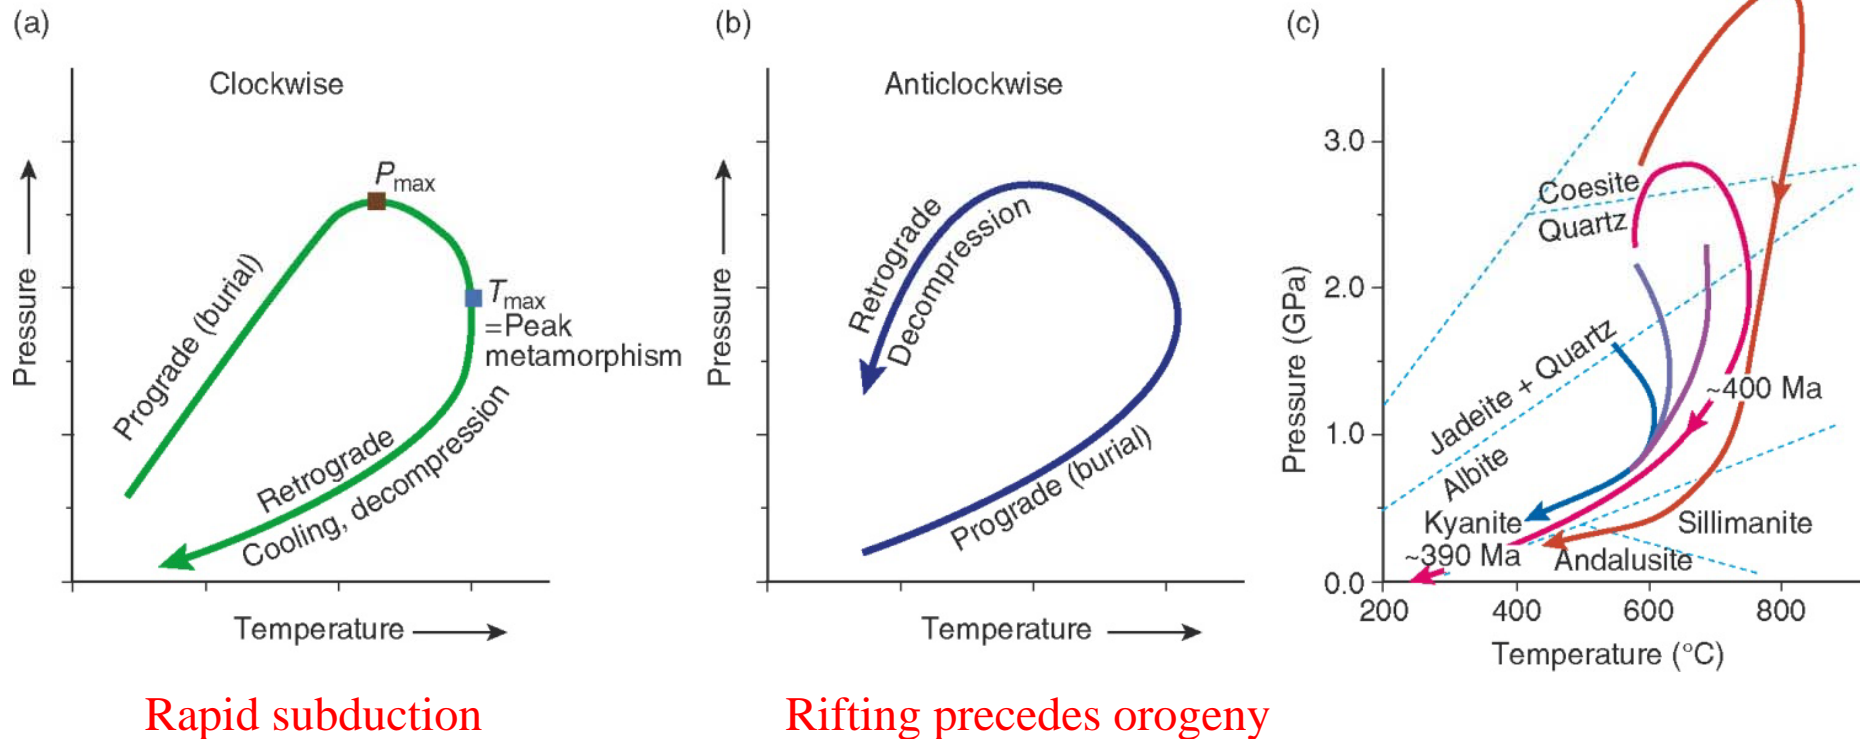 (a)
Clockwise
Pmax
Tmax
=Peak
metamorphism
Prograde (burial)
Retrograde
Cooling, decompression
Pressure
Temperature
Rapid subduction
(b)
Anticlockwise
Retrograde
Decompression
Prograde (burial)
Pressure
Temperature
Rifting precedes orogeny
(c)
3.0
2.0
1.0
0.0
Pressure (GPa)
Coesite
Quartz
Jadeite + Quartz
Albite
~400 Ma
Kyanite
Sillimanite
~390 Ma
Andalusite
200
400
600
800
Temperature (°C)